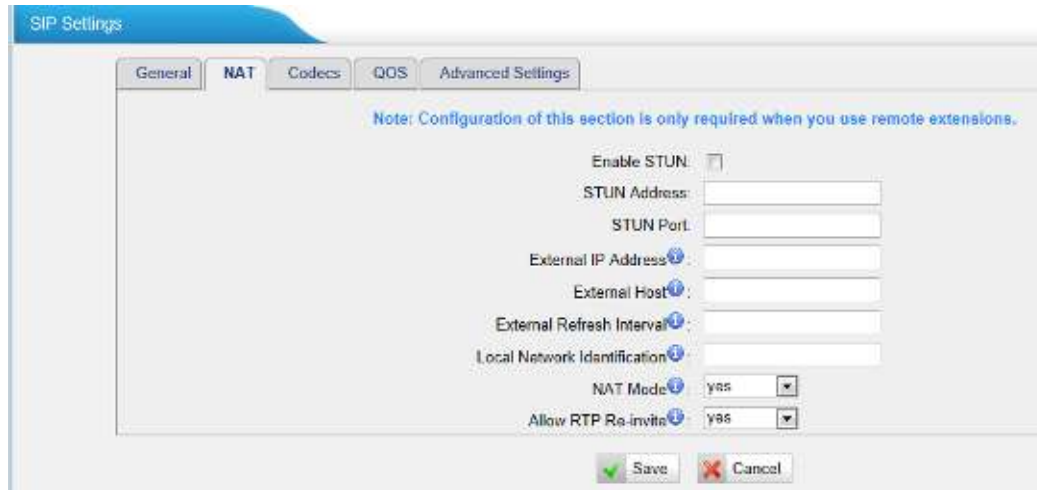 SIP Settings
General NAT Codecs QOS Advanced Settings
Note: Configuration of this section is only required when you use remote extensions.
Enable STUN:
STUN Address:
STUN Port:
External IP Address :
External Host :
External Refresh Interval :
Local Network Identification :
NAT Mode : yes
Allow RTP Re-invite : yes
Save Cancel